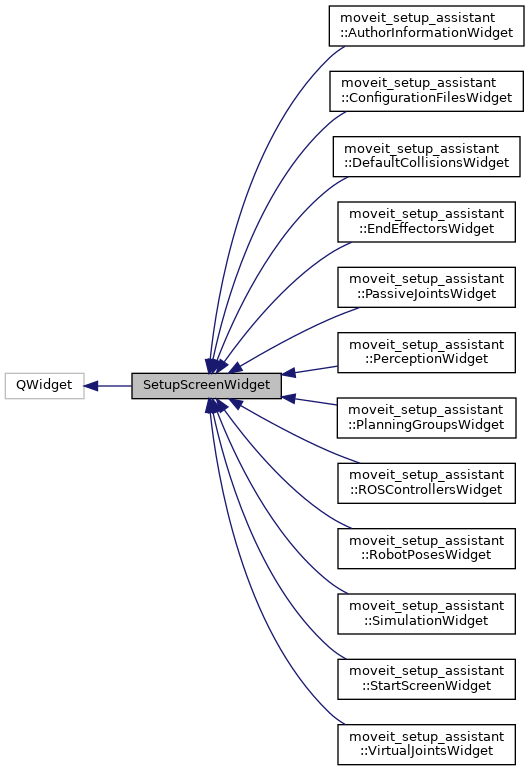 moveit_setup_assistant
::AuthorInformationWidget
moveit_setup_assistant
::ConfigurationFilesWidget
moveit_setup_assistant
::DefaultCollisionsWidget
moveit_setup_assistant
::EndEffectorsWidget
moveit_setup_assistant
::PassiveJointsWidget
moveit_setup_assistant
::PerceptionWidget
QWidget
SetupScreenWidget
moveit_setup_assistant
::PlanningGroupsWidget
moveit_setup_assistant
::ROSControllersWidget
moveit_setup_assistant
::RobotPosesWidget
moveit_setup_assistant
::SimulationWidget
moveit_setup_assistant
::StartScreenWidget
moveit_setup_assistant
::VirtualJointsWidget